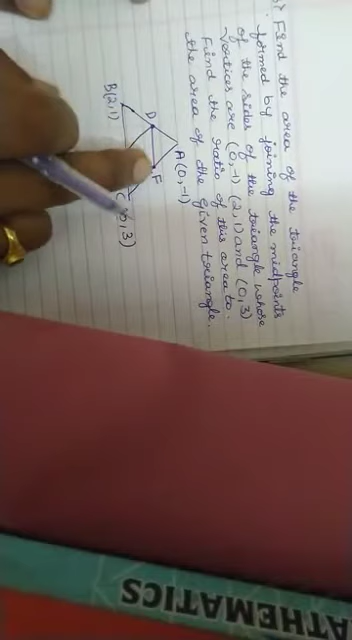 ) Find the area of the triangle
formed by joining the midpoints
of the sides of the triangle whose
vertices are (0,-1) (2,1) and (0,3)
Find the ratio of this area to
the area of the given triangle.
A(0,-1)
D
F
B(2,1)
3)
MATHEMATICS